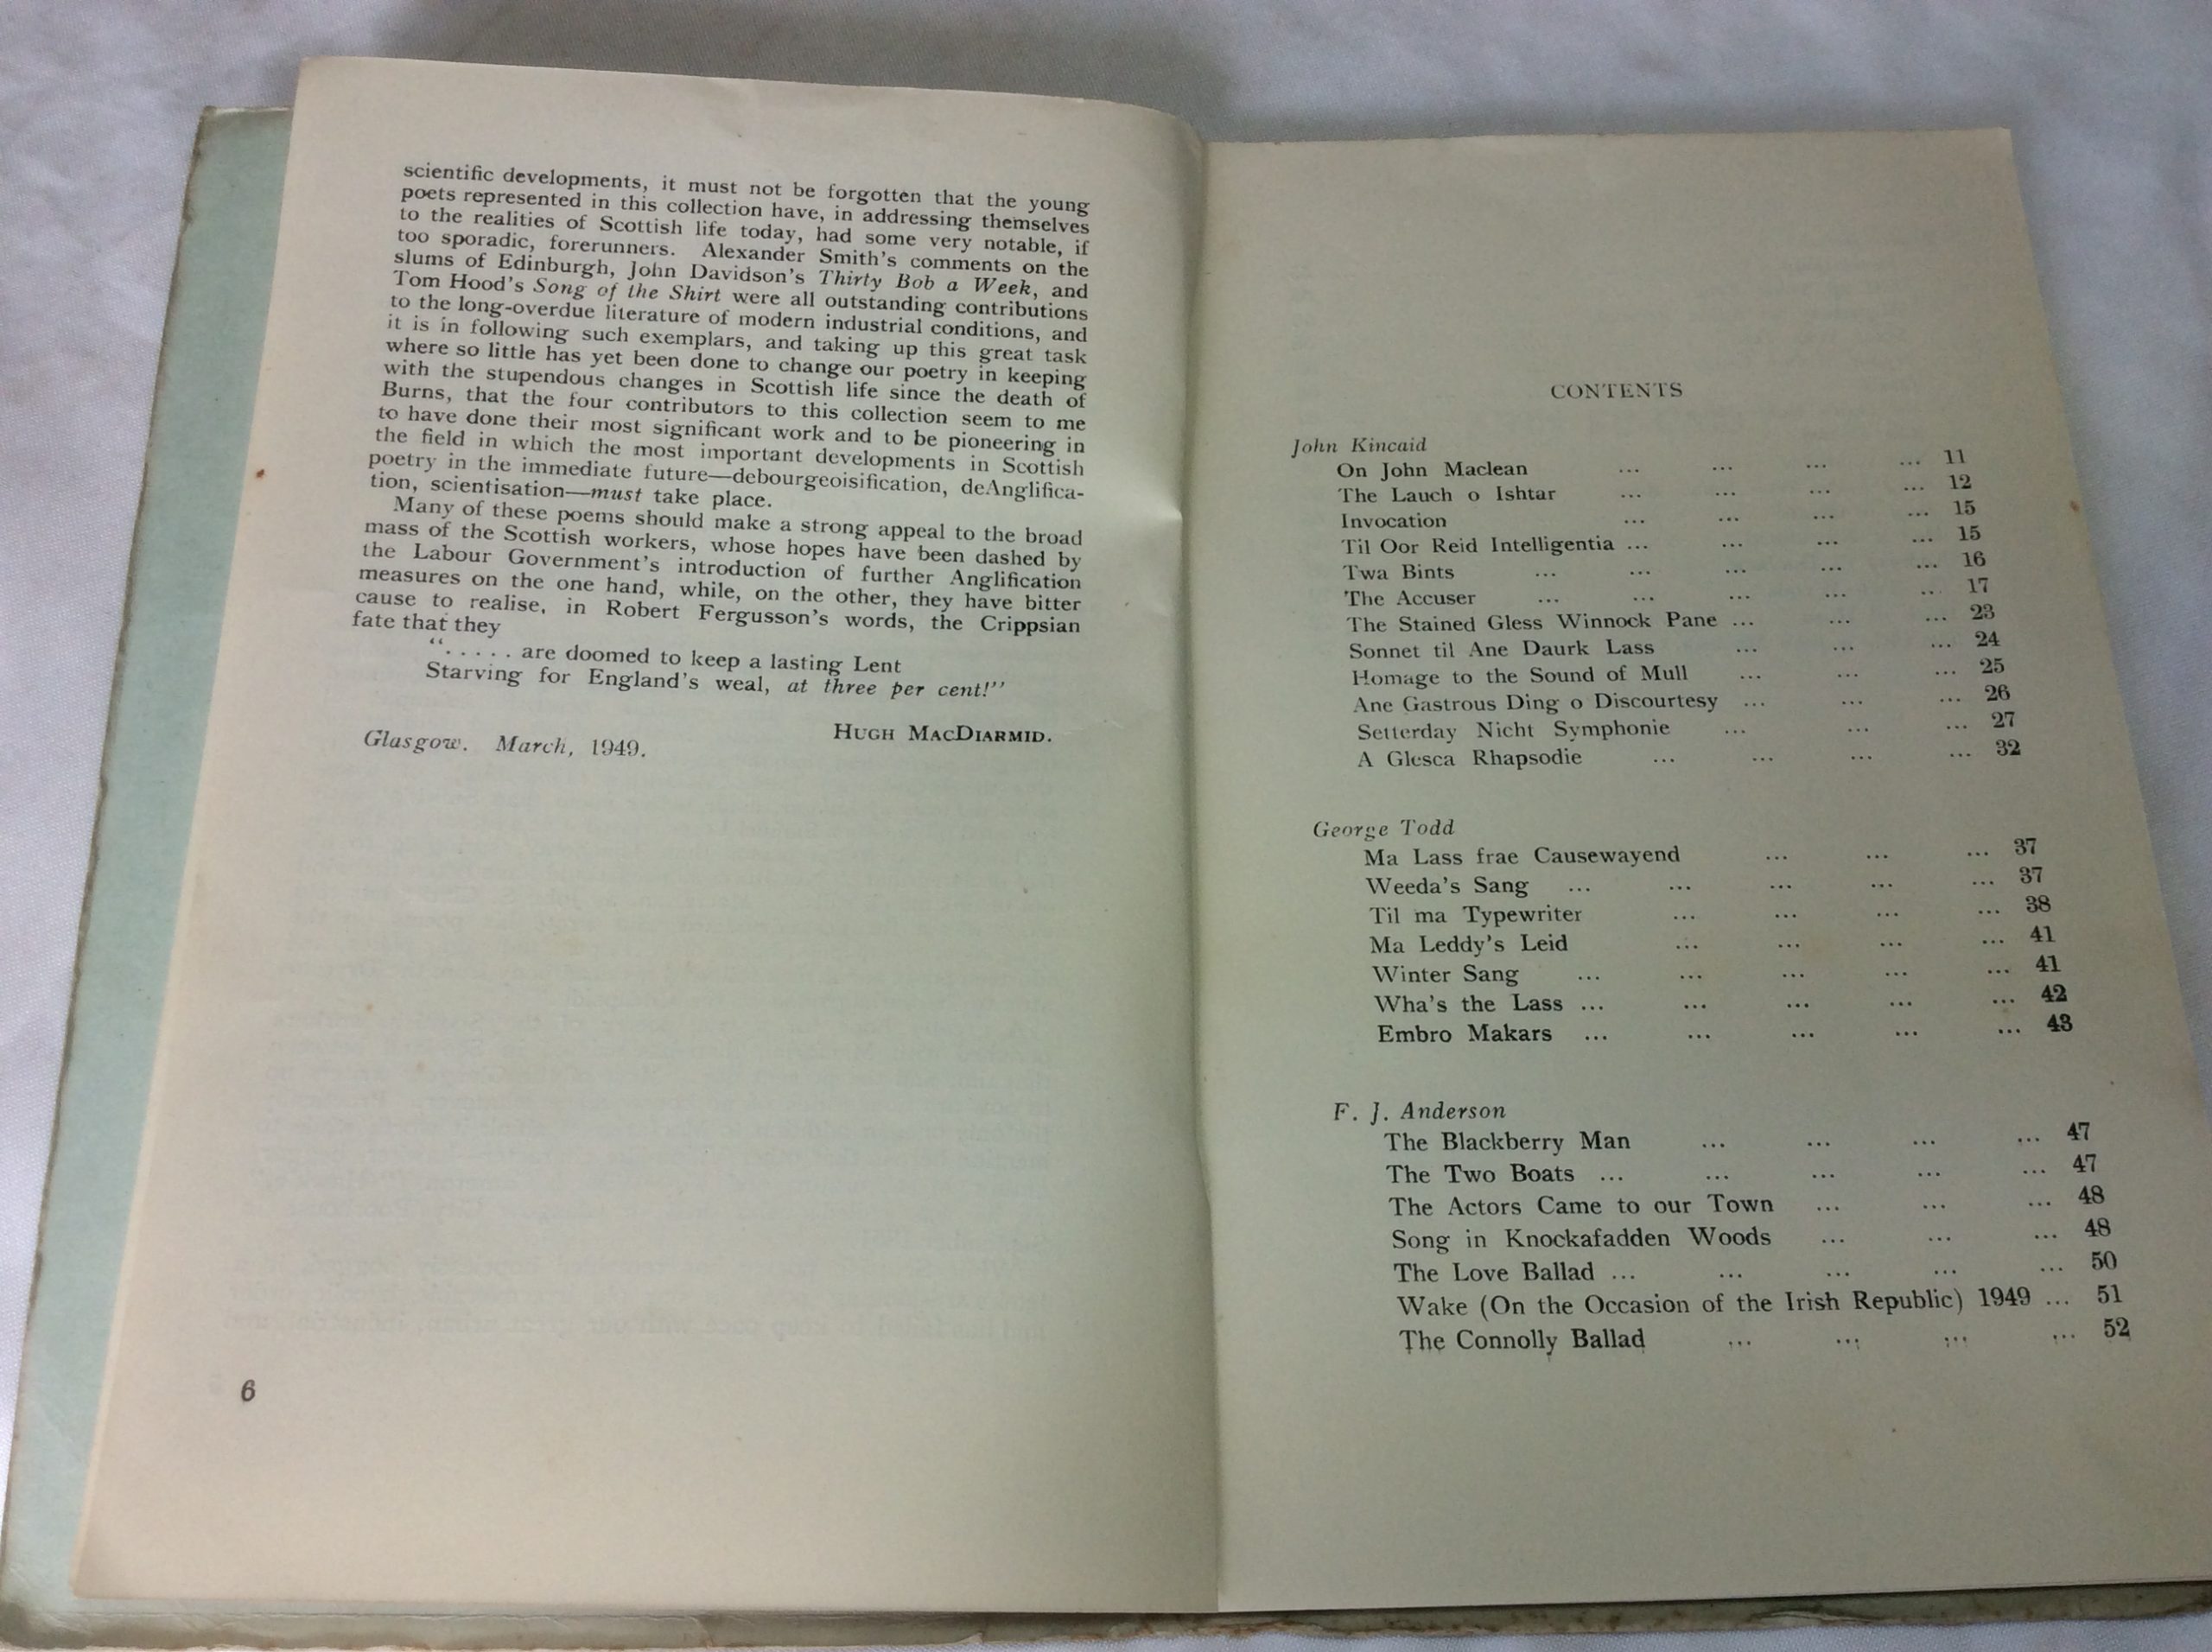 scientific developments, it must not be forgotten that the young
poets represented in this collection have, in addressing themselves
to the realities of Scottish life today, had some very notable, if
too sporadic, forerunners. Alexander Smith's comments on the
slums of Edinburgh, John Davidson's Thirty Bob a Week, and
Tom Hood's Song of the Shirt were all outstanding contributions
to the long-overdue literature of modern industrial conditions, and
it is in following such exemplars, and taking up this great task
where so little has yet been done to change our poetry in keeping
with the stupendous changes in Scottish life since the death of
Burns, that the four contributors to this collection seem to me
to have done their most significant work and to be pioneering in
the field in which the most important developments in Scottish
poetry in the immediate future—debourgeoisification, deAnglifica-
tion, scientisation—must take place.
Many of these poems should make a strong appeal to the broad
mass of the Scottish workers, whose hopes have been dashed by
the Labour Government's introduction of further Anglification
measures on the one hand, while, on the other, they have bitter
cause to realise, in Robert Fergusson's words, the Crippsian
fate that they
“. . . . . are doomed to keep a lasting Lent
Starving for England's weal, at three per cent!”
HUGH MACDIARMID.
Glasgow. March, 1949.
6
CONTENTS
John Kincaid
On John Maclean ... ... ... ... 11
The Lauch o Ishtar ... ... ... ... 12
Invocation ... ... ... ... 15
Til Oor Reid Intelligentia ... ... ... ... 15
Twa Bints ... ... ... ... ... 16
The Accuser ... ... ... ... ... 17
The Stained Gless Winnock Pane ... ... ... 23
Sonnet til Ane Daurk Lass ... ... ... 24
Homage to the Sound of Mull ... ... ... 25
Ane Gastrous Ding o Discourtesy ... ... ... 26
Setterday Nicht Symphonie ... ... ... 27
A Glesca Rhapsodie ... ... ... ... 32
George Todd
Ma Lass frae Causewayend ... ... ... 37
Weeda's Sang ... ... ... ... ... 37
Til ma Typewriter ... ... ... ... 38
Ma Leddy's Leid ... ... ... ... 41
Winter Sang ... ... ... ... ... 41
Wha's the Lass ... ... ... ... ... 42
Embro Makars ... ... ... ... ... 43
F. J. Anderson
The Blackberry Man ... ... ... ... 47
The Two Boats ... ... ... ... ... 47
The Actors Came to our Town ... ... ... 48
Song in Knockafadden Woods ... ... ... 48
The Love Ballad ... ... ... ... ... 50
Wake (On the Occasion of the Irish Republic) 1949 ... 51
The Connolly Ballad ... ... ... ... 52